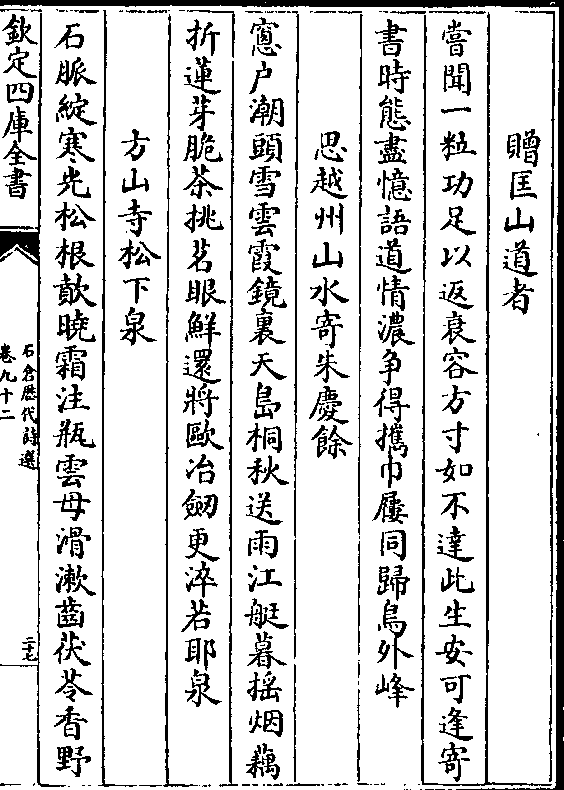 贈匡山道者
嘗聞一粒功足以返衰容方寸如不達此生安可逢寄
書時態盡憶語道情濃争得攜巾屨同歸鳥外峰
思越州山水寄朱慶餘
窻户潮頭雪雲霞鏡裏天島桐秋送雨江艇暮揺烟藕
折蓮芽脆茶挑茗眼鮮還將歐冶劒更淬若耶泉
方山寺松下泉
石脈綻寒光松根歕曉霜注瓶雲母滑漱齒茯苓香野
欽定四庫全書
石倉歴代詩選
卷九十二
二七